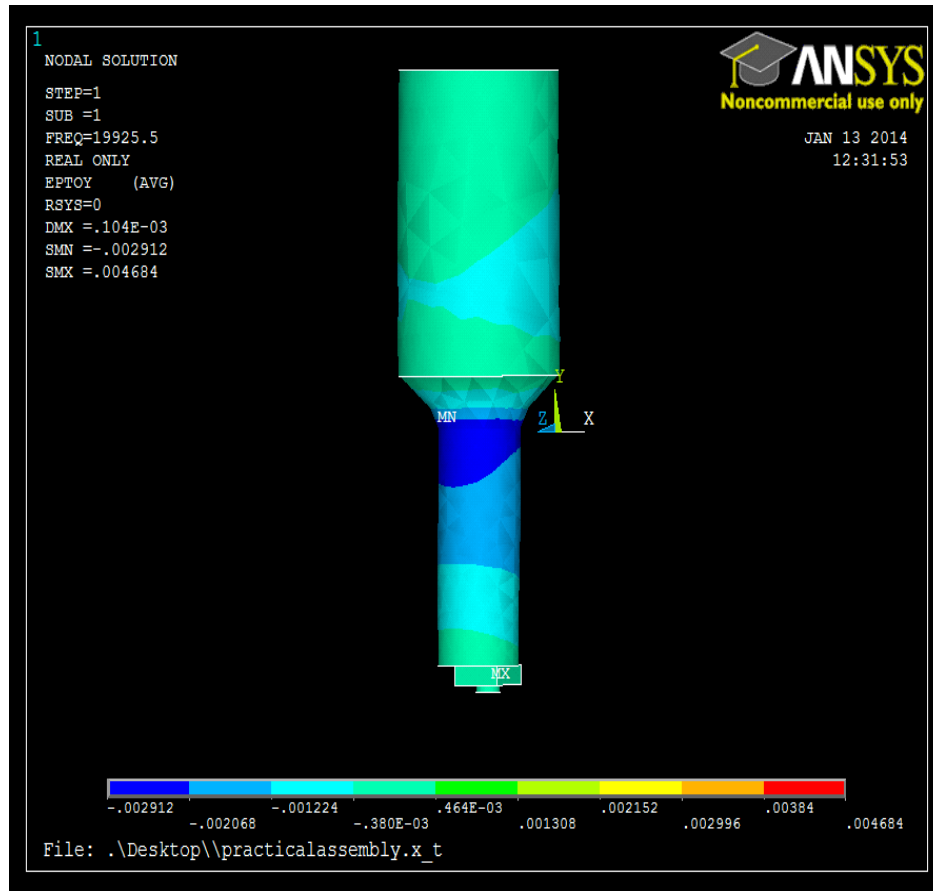 1
NODAL SOLUTION
STEP=1
SUB =1
FREQ=19925.5
REAL ONLY
EPTOY (AVG)
RSYS=0
DMX =.104E-03
SMN =-.002912
SMX =.004684
ANSYS
Noncommercial use only
JAN 13 2014
12:31:53
Y
MN
Z X
MX
-.002912 -.001224 .464E-03 .002152 .00384
-.002068 -.380E-03 .001308 .002996 .004684
File: .\Desktop\\practicalassembly.x_t